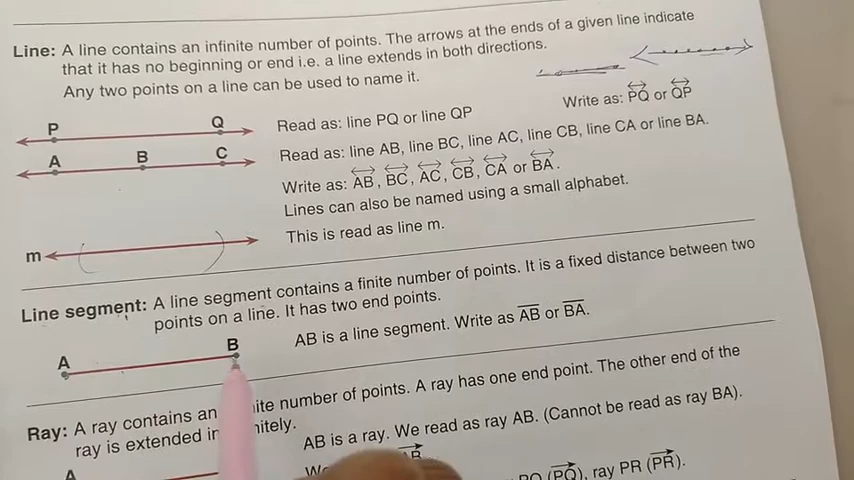 Line: A line contains an infinite number of points. The arrows at the ends of a given line indicate
that it has no beginning or end i.e. a line extends in both directions.
Any two points on a line can be used to name it.
P Q
Read as: line PQ or line QP
Write as: PQ or QP
A B C
Read as: line AB, line BC, line AC, line CB, line CA or line BA.
Write as: AB, BC, AC, CB, CA or BA.
Lines can also be named using a small alphabet.
m
This is read as line m.
Line segment: A line segment contains a finite number of points. It is a fixed distance between two
points on a line. It has two end points.
A B
AB is a line segment. Write as AB or BA.
Ray: A ray contains an ite number of points. A ray has one end point. The other end of the
ray is extended in nitely.
AB is a ray. We read as ray AB. (Cannot be read as ray BA).
A
PQ (PQ), ray PR (PR).